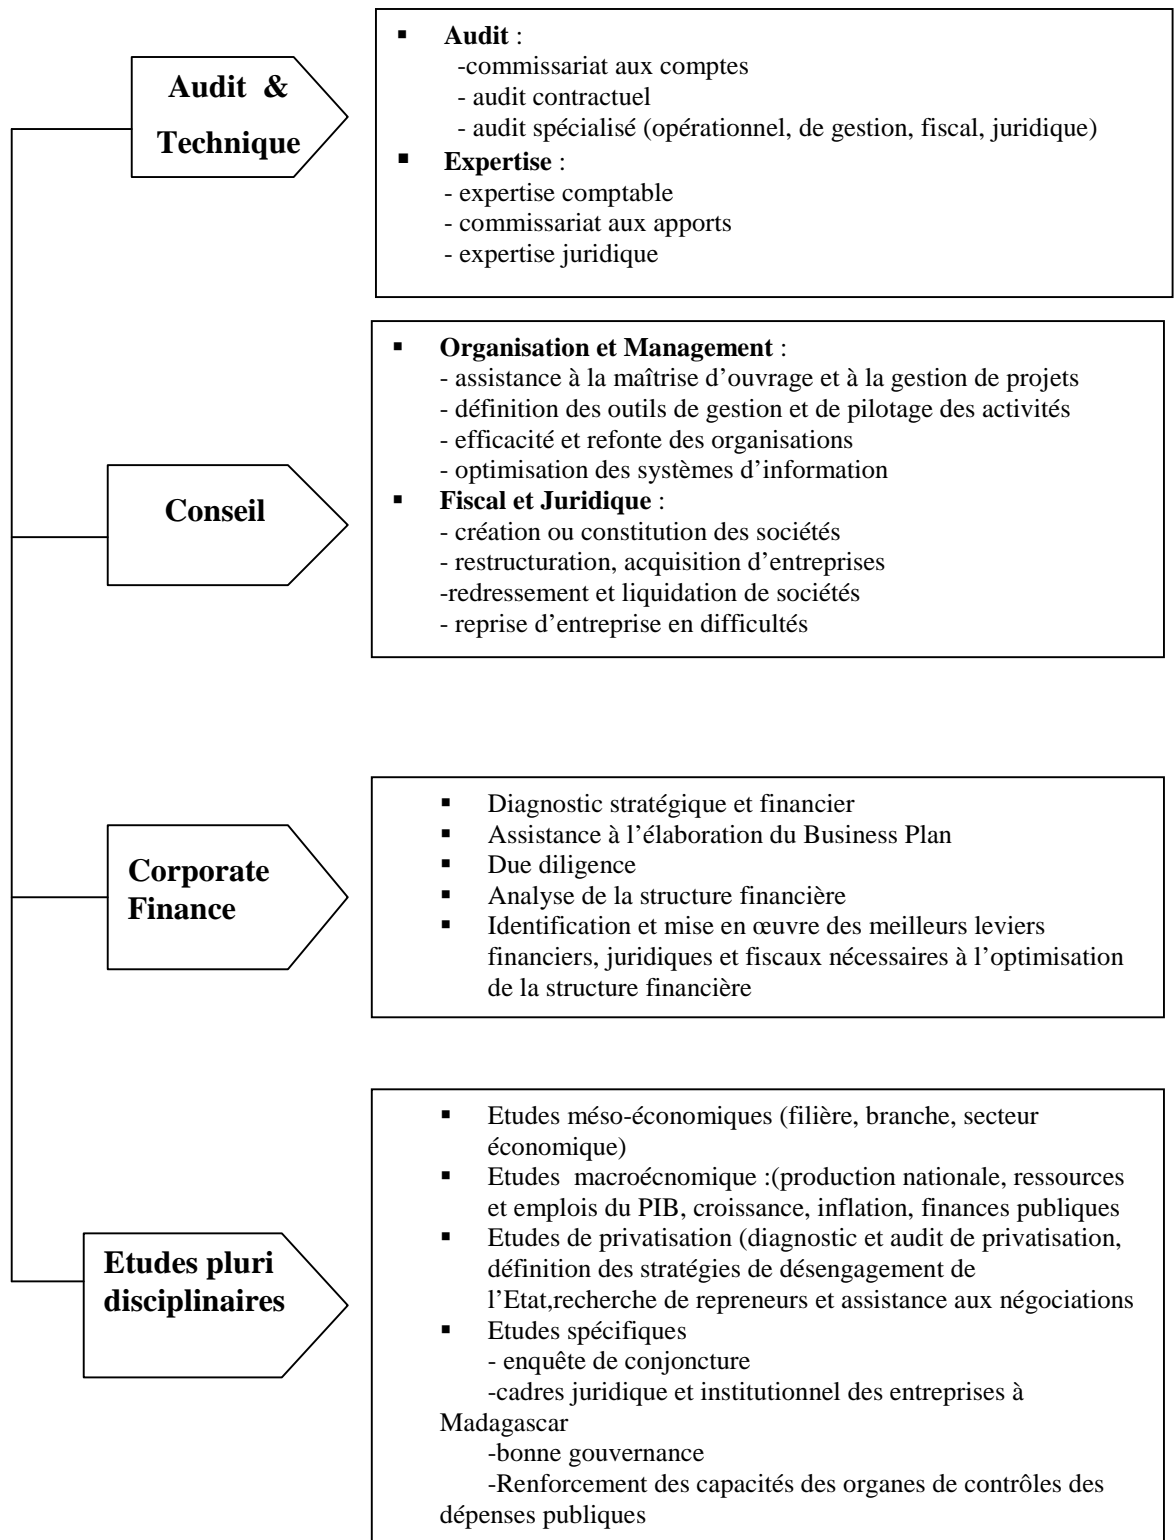 Audit &
Technique
▪ Audit :
-commissariat aux comptes
- audit contractuel
- audit spécialisé (opérationnel, de gestion, fiscal, juridique)
▪ Expertise :
- expertise comptable
- commissariat aux apports
- expertise juridique
Conseil
▪ Organisation et Management :
- assistance à la maîtrise d’ouvrage et à la gestion de projets
- définition des outils de gestion et de pilotage des activités
- efficacité et refonte des organisations
- optimisation des systèmes d’information
▪ Fiscal et Juridique :
- création ou constitution des sociétés
- restructuration, acquisition d’entreprises
-redressement et liquidation de sociétés
- reprise d’entreprise en difficultés
Corporate
Finance
▪ Diagnostic stratégique et financier
▪ Assistance à l’élaboration du Business Plan
▪ Due diligence
▪ Analyse de la structure financière
▪ Identification et mise en œuvre des meilleurs leviers
financiers, juridiques et fiscaux nécessaires à l’optimisation
de la structure financière
Etudes pluri
disciplinaires
▪ Etudes méso-économiques (filière, branche, secteur
économique)
▪ Etudes macroécnomique :(production nationale, ressources
et emplois du PIB, croissance, inflation, finances publiques
▪ Etudes de privatisation (diagnostic et audit de privatisation,
définition des stratégies de désengagement de
l’Etat,recherche de repreneurs et assistance aux négociations
▪ Etudes spécifiques
- enquête de conjoncture
-cadres juridique et institutionnel des entreprises à
Madagascar
-bonne gouvernance
-Renforcement des capacités des organes de contrôles des
dépenses publiques